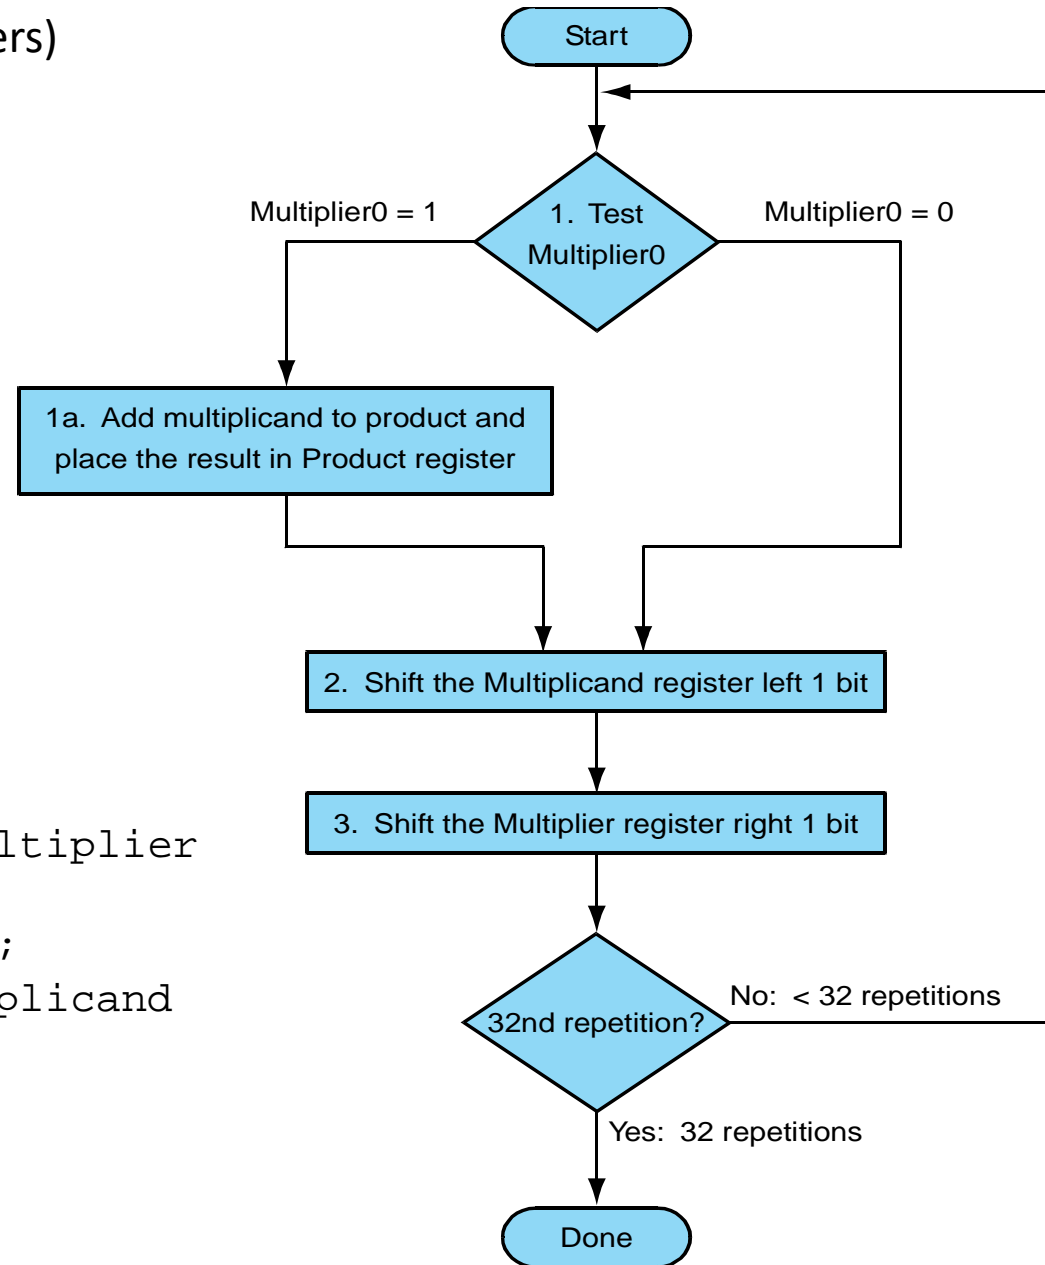 ers)
Start
Multiplier0 = 1
1. Test
Multiplier0
Multiplier0 = 0
1a. Add multiplicand to product and
place the result in Product register
2. Shift the Multiplicand register left 1 bit
3. Shift the Multiplier register right 1 bit
ltiplier
;
plicand
32nd repetition?
No: < 32 repetitions
Yes: 32 repetitions
Done